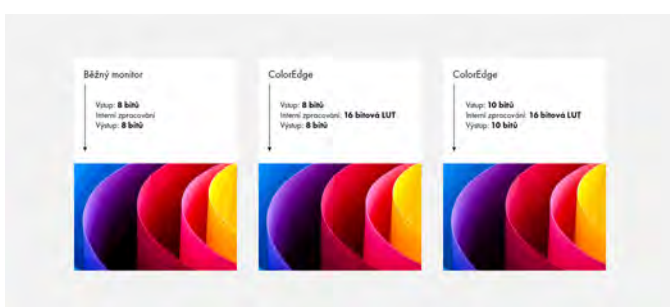 Běžný monitor
Vstup: 8 bitů
Interní zpracování
Výstup: 8 bitů
ColorEdge
Vstup: 8 bitů
Interní zpracování: 16 bitová LUT
Výstup: 8 bitů
ColorEdge
Vstup: 10 bitů
Interní zpracování: 16 bitová LUT
Výstup: 10 bitů